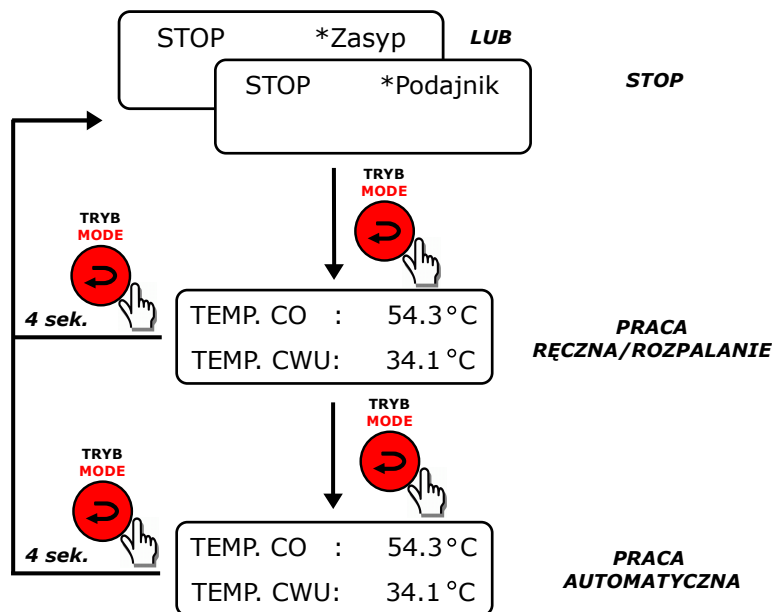 STOP *Zasyp
LUB
STOP *Podajnik
STOP
TRYB
MODE
TRYB
MODE
4 sek.
TEMP. CO : 54.3°C
TEMP. CWU: 34.1°C
PRACA
RĘCZNA/ROZPALANIE
TRYB
MODE
TRYB
MODE
4 sek.
TEMP. CO : 54.3°C
TEMP. CWU: 34.1°C
PRACA
AUTOMATYCZNA